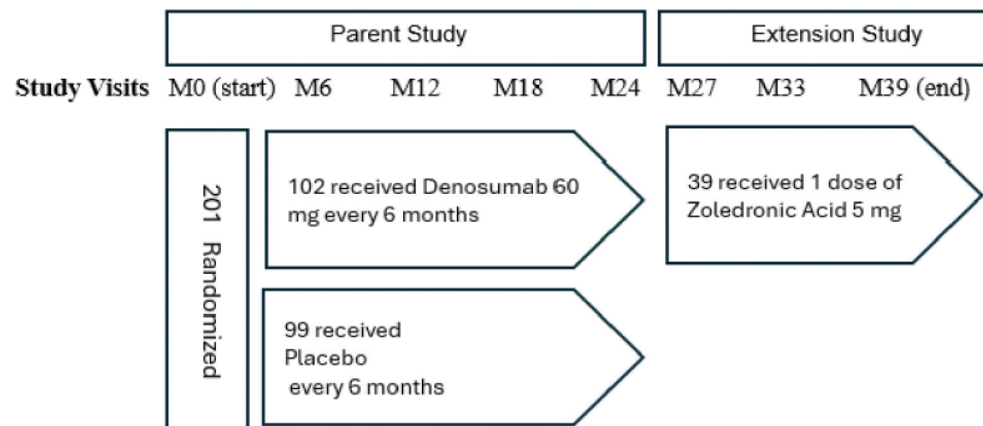 Parent Study
Extension Study
Study Visits M0 (start) M6 M12 M18 M24 M27 M33 M39 (end)
201 Randomized
102 received Denosumab 60
mg every 6 months
39 received 1 dose of
Zoledronic Acid 5 mg
99 received
Placebo
every 6 months